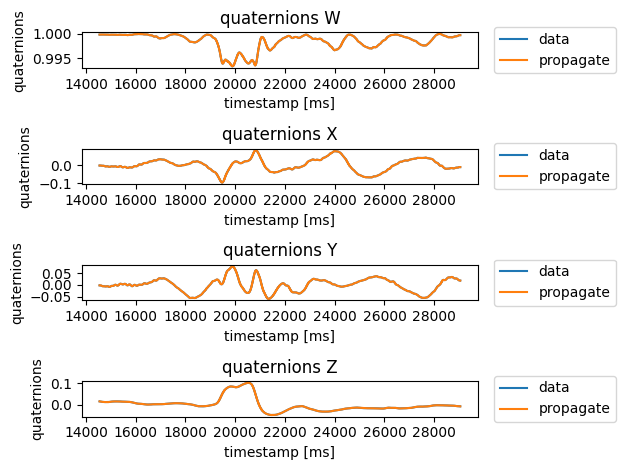 quaternions W
quaternions
1.000
0.995
14000 16000 18000 20000 22000 24000 26000 28000
timestamp [ms]
data
propagate
quaternions X
quaternions
0.0
−0.1
14000 16000 18000 20000 22000 24000 26000 28000
timestamp [ms]
data
propagate
quaternions Y
quaternions
0.05
0.00
−0.05
14000 16000 18000 20000 22000 24000 26000 28000
timestamp [ms]
data
propagate
quaternions Z
quaternions
0.1
0.0
14000 16000 18000 20000 22000 24000 26000 28000
timestamp [ms]
data
propagate